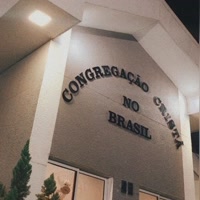 CONGREGAÇÃO CRISTÃ
NO
BRASIL